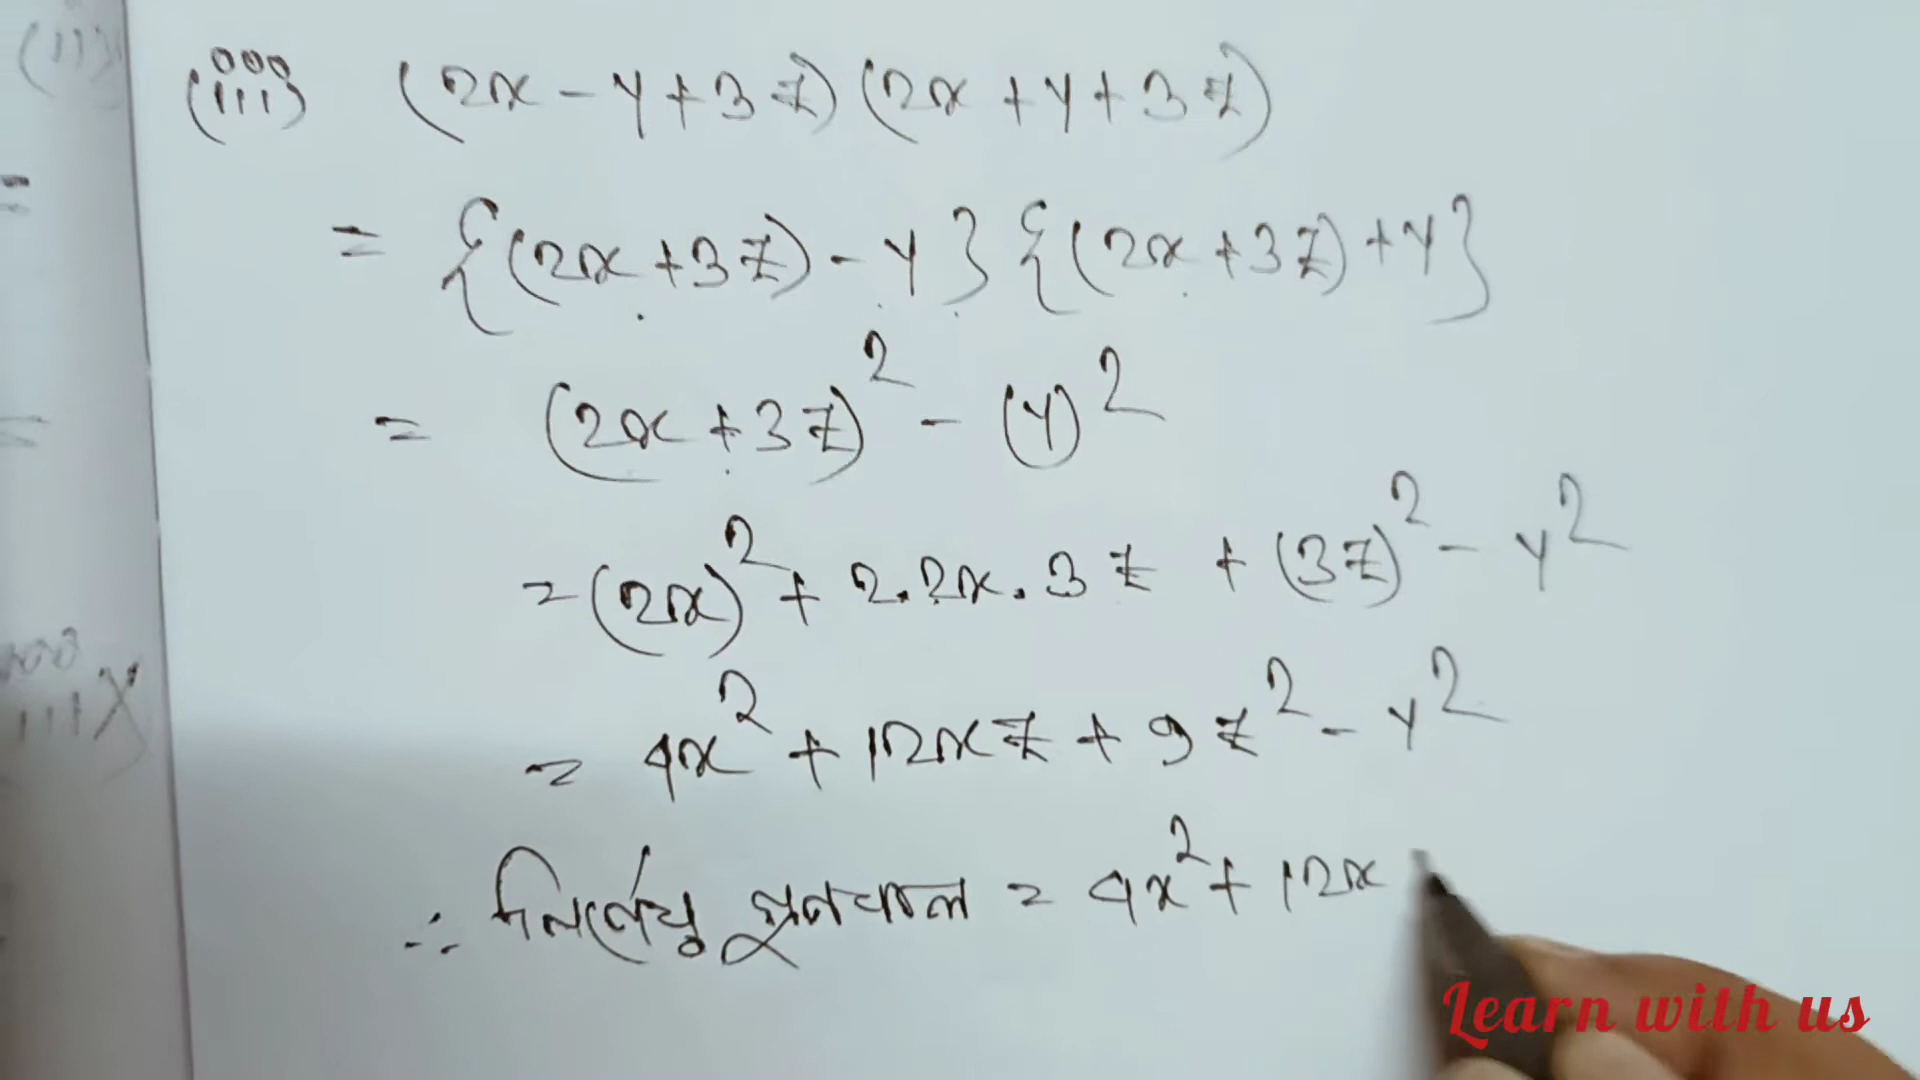 (iii) (2x - y + 3z) (2x + y + 3z)
= {(2x + 3z) - y} {(2x + 3z) + y}
= (2x + 3z)² - (y)²
= (2x)² + 2.2x.3z + (3z)² - y²
= 4x² + 12xz + 9z² - y²
∴ নির্ণেয় গুনফল = 4x² + 12x
Learn with us